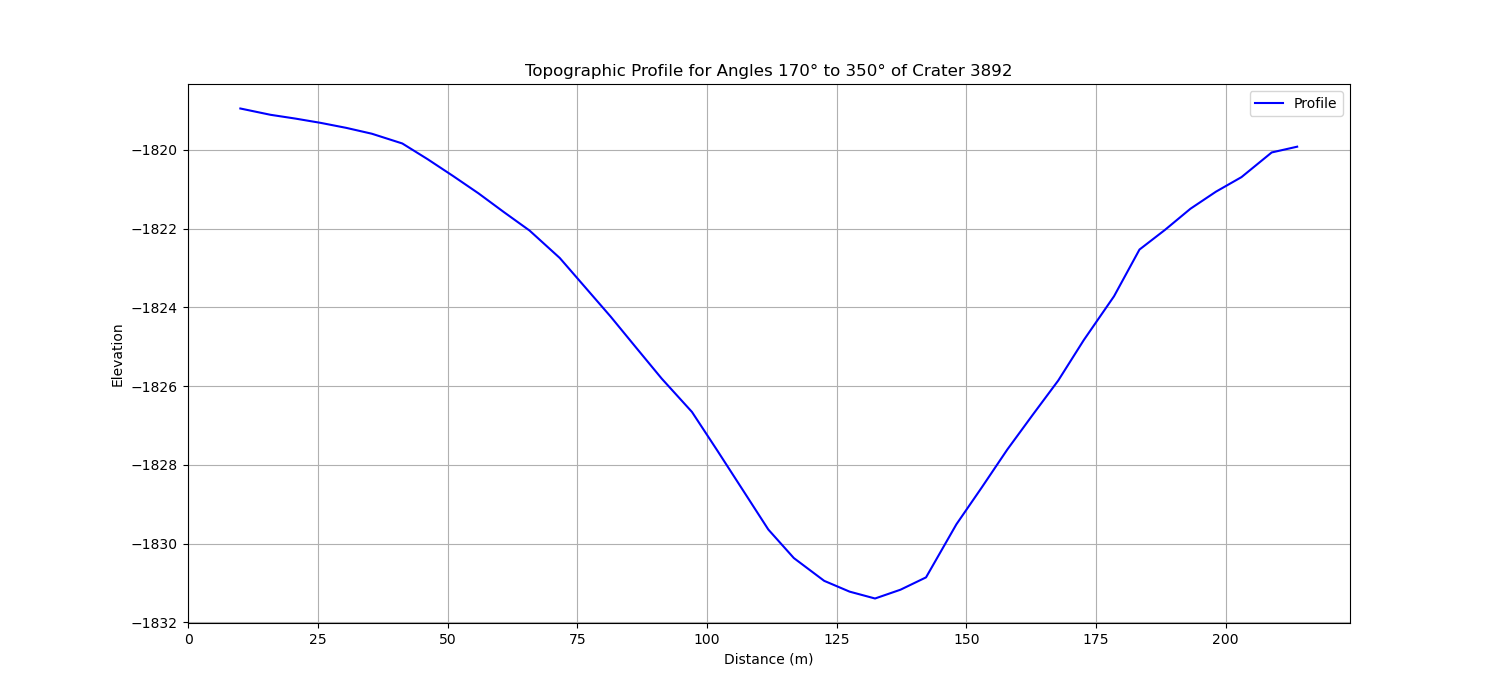 Topographic Profile for Angles 170° to 350° of Crater 3892
Profile
Elevation
−1820
−1822
−1824
−1826
−1828
−1830
−1832
0 25 50 75 100 125 150 175 200
Distance (m)